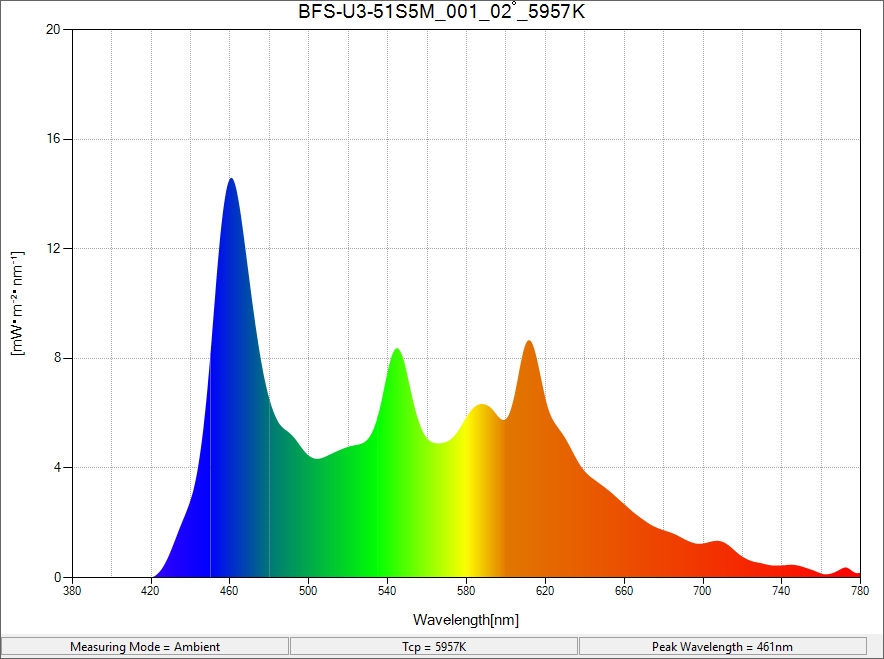 BFS-U3-51S5M_001_02°_5957K
20
16
12
8
4
0
[mW·m⁻²·nm⁻¹]
380 420 460 500 540 580 620 660 700 740 780
Wavelength[nm]
Measuring Mode = Ambient
Tcp = 5957K
Peak Wavelength = 461nm